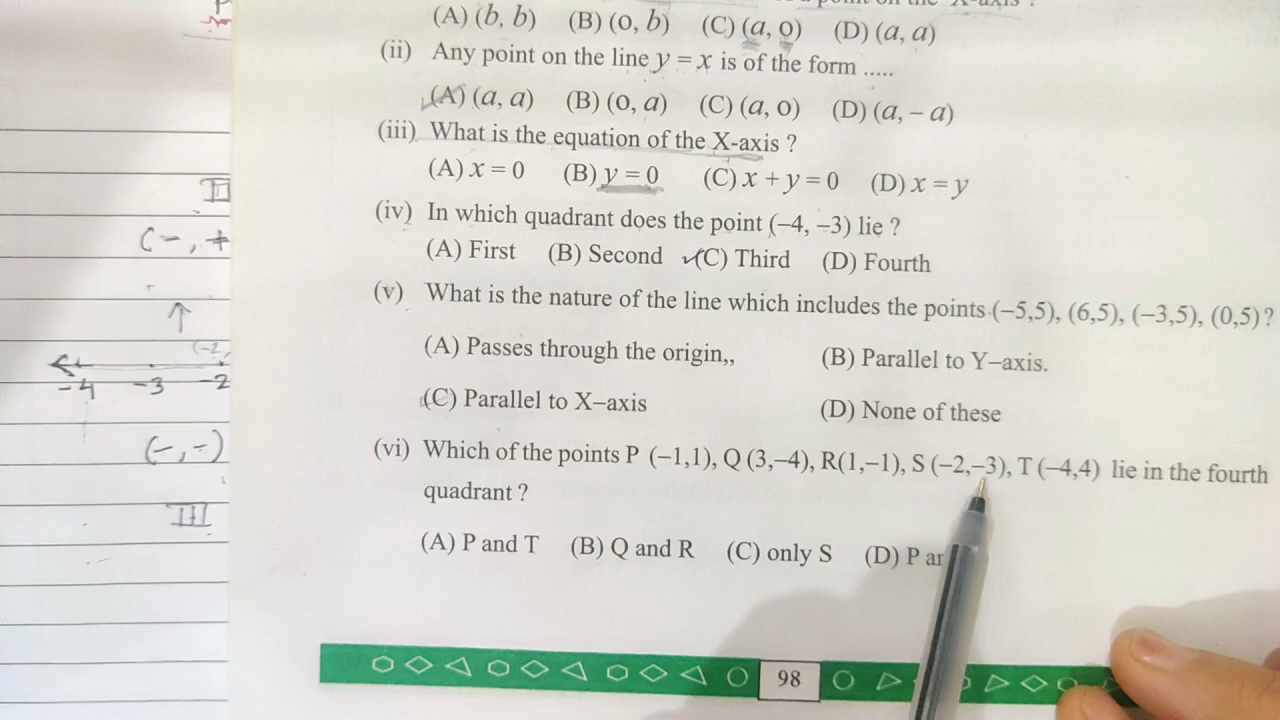 (A) (b, b) (B) (0, b) (C) (a, 0) (D) (a, a)
(ii) Any point on the line y = x is of the form .....
(A) (a, a) (B) (0, a) (C) (a, 0) (D) (a, – a)
(iii) What is the equation of the X-axis ?
(A) x = 0 (B) y = 0 (C) x + y = 0 (D) x = y
II
(iv) In which quadrant does the point (–4, –3) lie ?
(–, +
(A) First (B) Second (C) Third (D) Fourth
(v) What is the nature of the line which includes the points (–5,5), (6,5), (–3,5), (0,5) ?
(A) Passes through the origin,, (B) Parallel to Y–axis.
(–2,
–4 –3 –2
(C) Parallel to X–axis (D) None of these
(–, –)
(vi) Which of the points P (–1,1), Q (3,–4), R(1,–1), S (–2,–3), T (–4,4) lie in the fourth
quadrant ?
III
(A) P and T (B) Q and R (C) only S (D) P
98